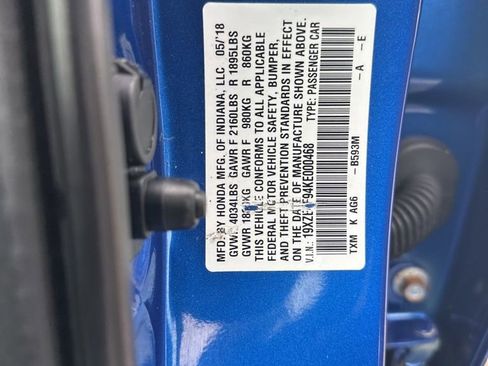 MFD. BY HONDA MFG. OF INDIANA, LLC 05/18
GVWR 4034LBS GAWR F 2160LBS R 1895LBS
GVWR KG GAWR F 980KG R 860KG
THIS VEHICLE CONFORMS TO ALL APPLICABLE
FEDERAL MOTOR VEHICLE SAFETY, BUMPER,
AND THEFT PREVENTION STANDARDS IN EFFECT
ON THE DATE OF MANUFACTURE SHOWN ABOVE.
V.I.N.: TYPE: PASSENGER CAR
TXM K AG6 -B593M -A -E